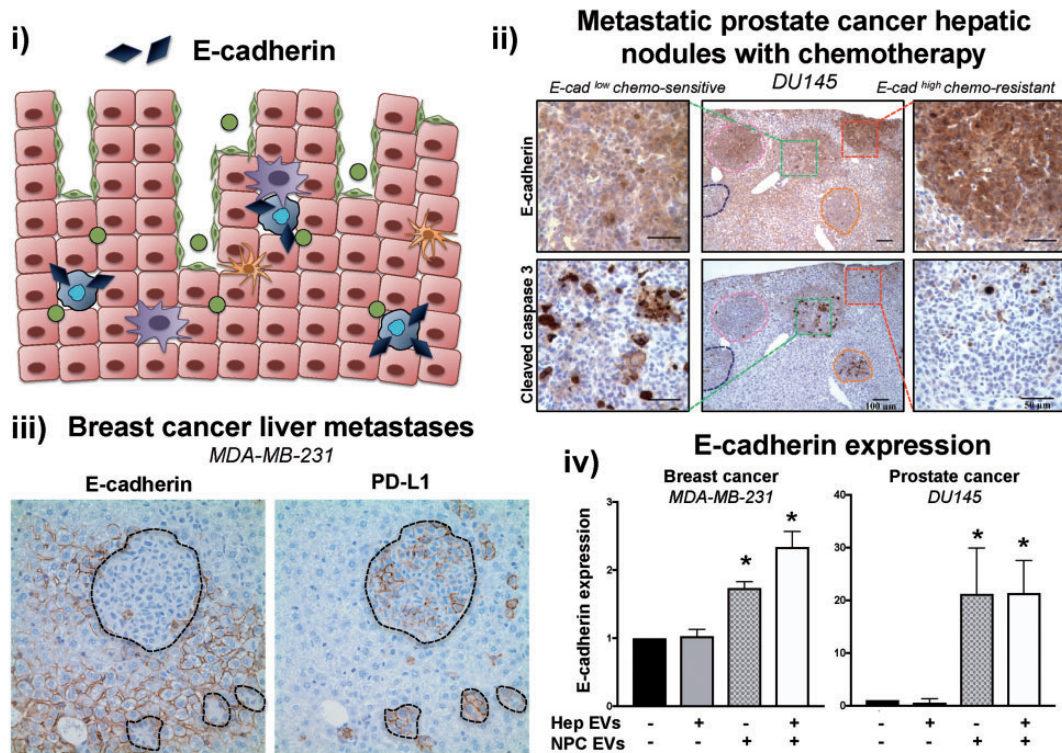 i)
E-cadherin
ii)
Metastatic prostate cancer hepatic
nodules with chemotherapy
DU145
E-cad low chemo-sensitive
E-cad high chemo-resistant
E-cadherin
Cleaved caspase 3
100 μm
50 μm
iii)
Breast cancer liver metastases
MDA-MB-231
E-cadherin
PD-L1
iv)
E-cadherin expression
Breast cancer
MDA-MB-231
Prostate cancer
DU145
E-cadherin expression
3
2
1
0
40
30
20
10
0
*
*
*
*
Hep EVs - + - + - + - +
NPC EVs - - + + - - + +